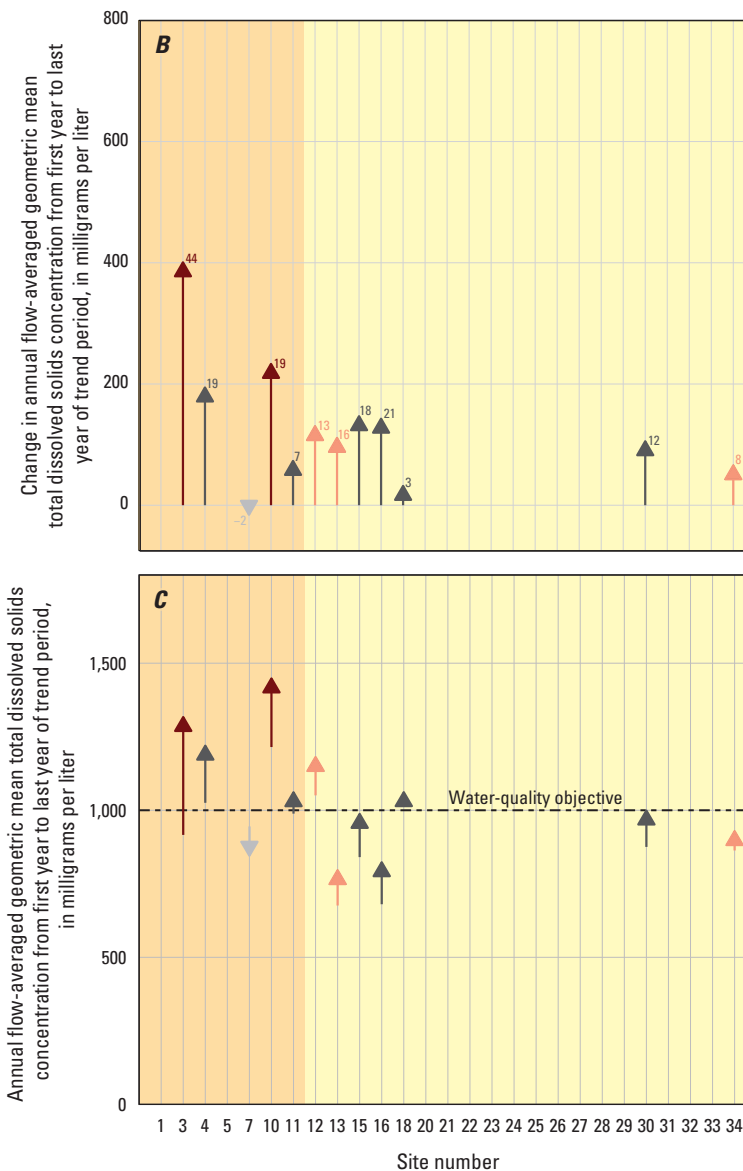 B
Change in annual flow-averaged geometric mean
total dissolved solids concentration from first year to last
year of trend period, in milligrams per liter
800
600
400
200
0
44
19
–2
19
7
13
16
18
21
3
12
8
C
Annual flow-averaged geometric mean total dissolved solids
concentration from first year to last year of trend period,
in milligrams per liter
1,500
1,000
500
0
Water-quality objective
1 3 4 5 7 10 11 12 13 15 16 18 20 21 22 23 24 25 26 27 28 29 30 31 32 33 34
Site number